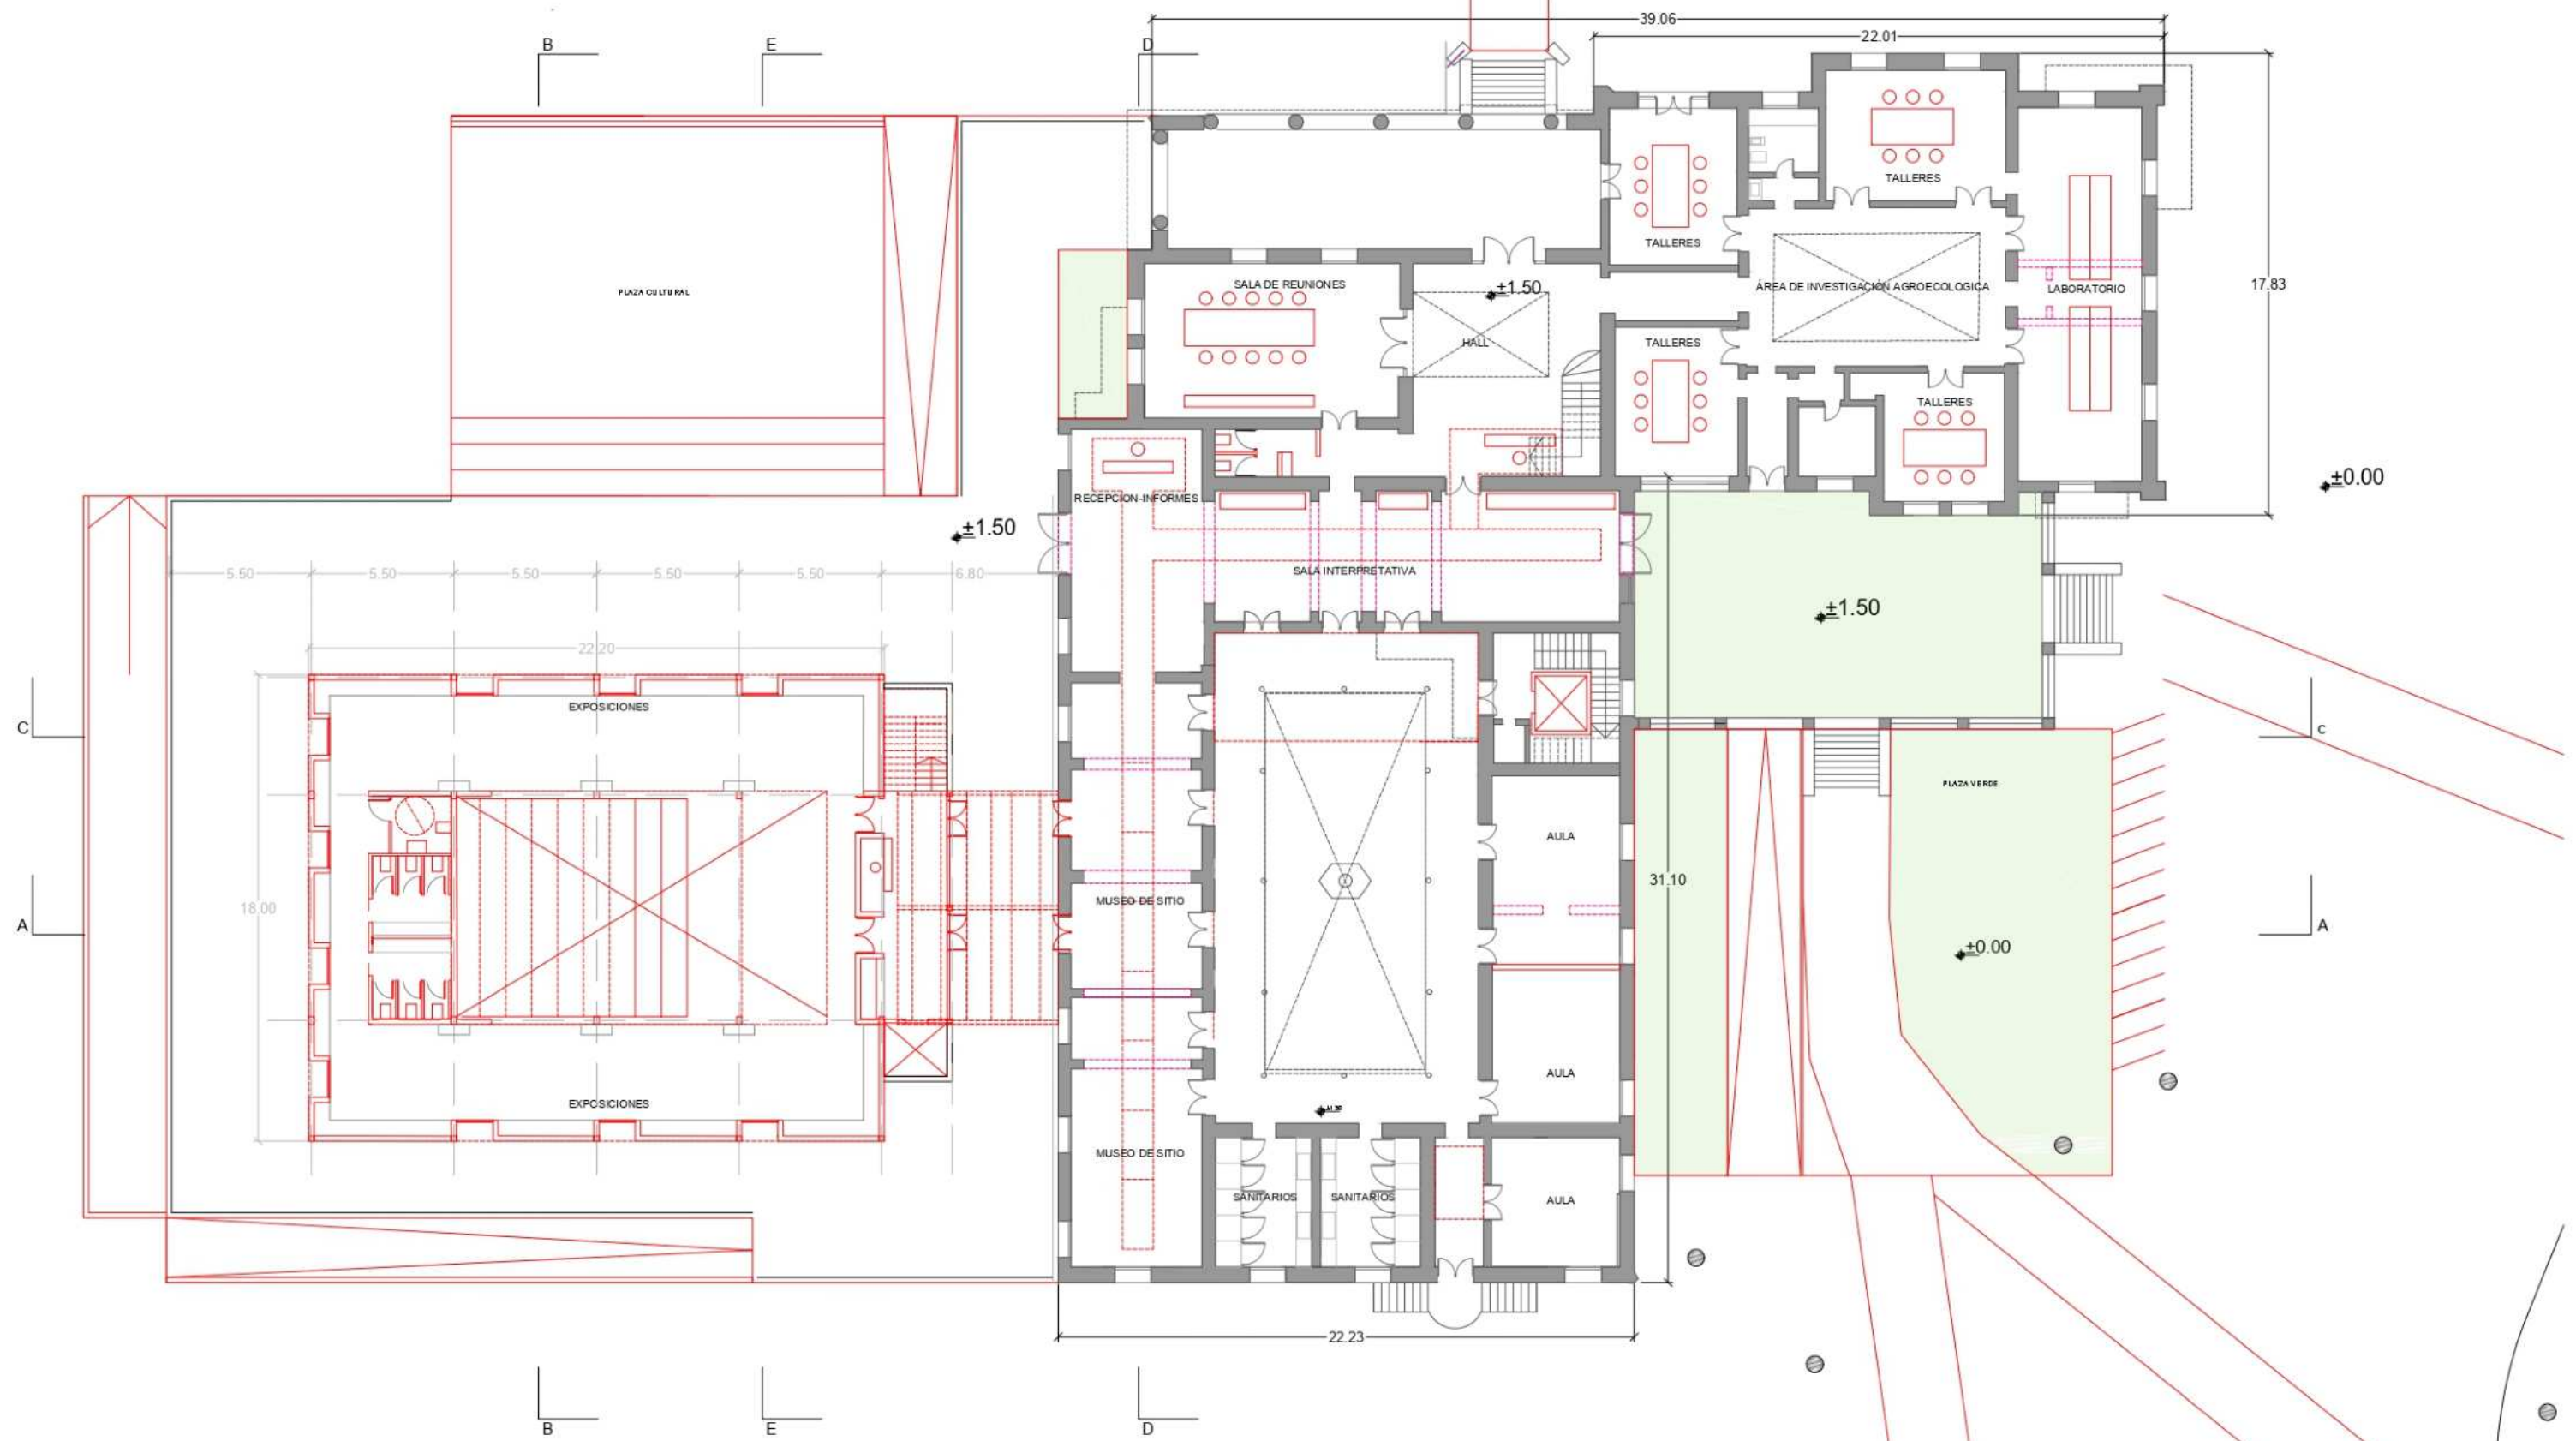 39.06
22.01
B
E
D
TALLERES
TALLERES
PLAZA CULTURAL
SALA DE REUNIONES
±1.50
HALL
TALLERES
ÁREA DE INVESTIGACIÓN AGROECOLOGICA
LABORATORIO
17.83
TALLERES
±0.00
RECEPCION-INFORMES
±1.50
5.50
5.50
5.50
5.50
5.50
6.80
SALA INTERPRETATIVA
±1.50
22.20
EXPOSICIONES
C
c
PLAZA VERDE
AULA
31.10
18.00
MUSEO DE SITIO
A
A
±0.00
AULA
EXPOSICIONES
MUSEO DE SITIO
SANITARIOS
SANITARIOS
AULA
22.23
B
E
D